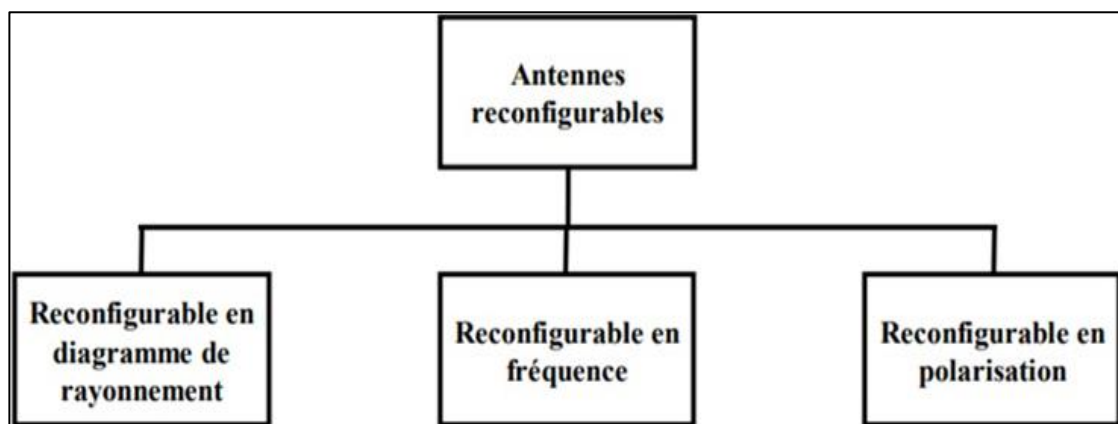 Antennes
reconfigurables
Reconfigurable en
diagramme de
rayonnement
Reconfigurable en
fréquence
Reconfigurable en
polarisation